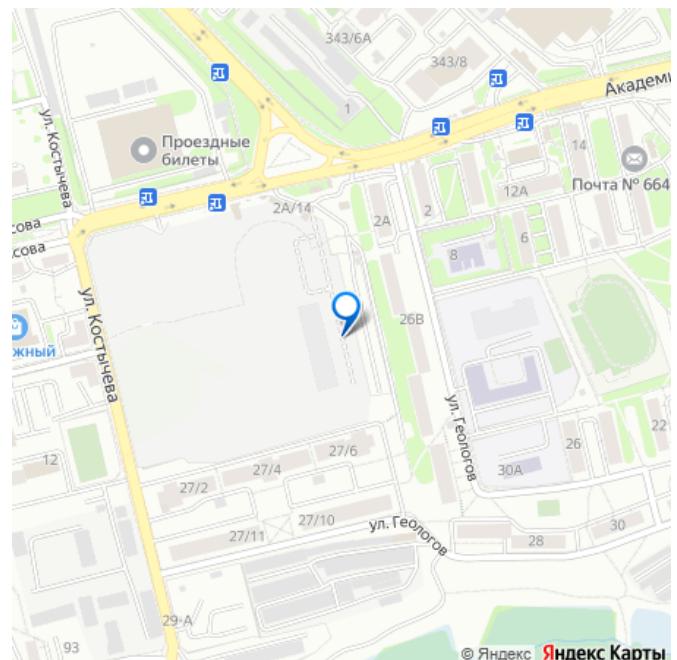 343/6А
343/8
1
Академи
ул. Костычева
Проездные
билеты
14
Почта № 664
12А
2А/14
2А
2
6
8
сова
сова
ул. Костычева
жный
26В
ул. Геологов
12
27/6
27/4
27/2
22
26
30А
27/10
27/11
ул. Геологов
30
28
29-А
93
© Яндекс Яндекс Карты